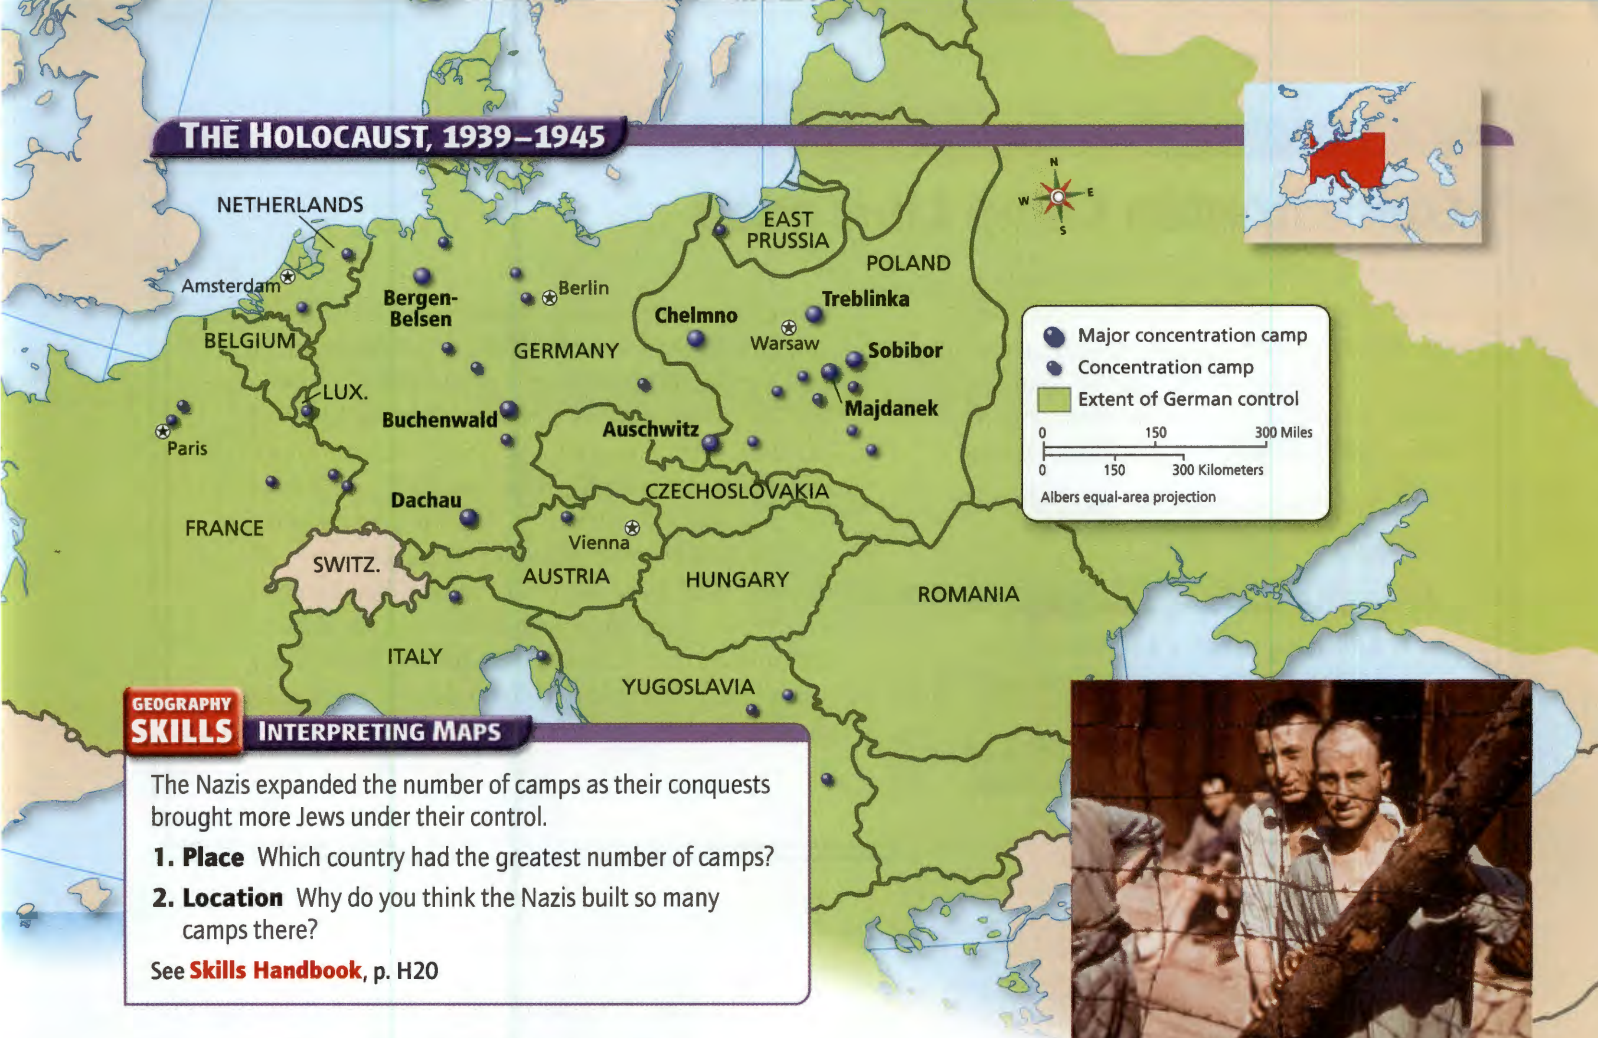 THE HOLOCAUST, 1939–1945
N
W
E
S
NETHERLANDS
Amsterdam
BELGIUM
LUX.
Paris
FRANCE
SWITZ.
ITALY
Bergen-
Belsen
Berlin
GERMANY
Buchenwald
Dachau
Vienna
AUSTRIA
EAST
PRUSSIA
POLAND
Treblinka
Chelmno
Warsaw
Sobibor
Majdanek
Auschwitz
CZECHOSLOVAKIA
HUNGARY
ROMANIA
YUGOSLAVIA
Major concentration camp
Concentration camp
Extent of German control
0 150 300 Miles
0 150 300 Kilometers
Albers equal-area projection
GEOGRAPHY
SKILLS
INTERPRETING MAPS
The Nazis expanded the number of camps as their conquests
brought more Jews under their control.
1. Place Which country had the greatest number of camps?
2. Location Why do you think the Nazis built so many
camps there?
See Skills Handbook, p. H20